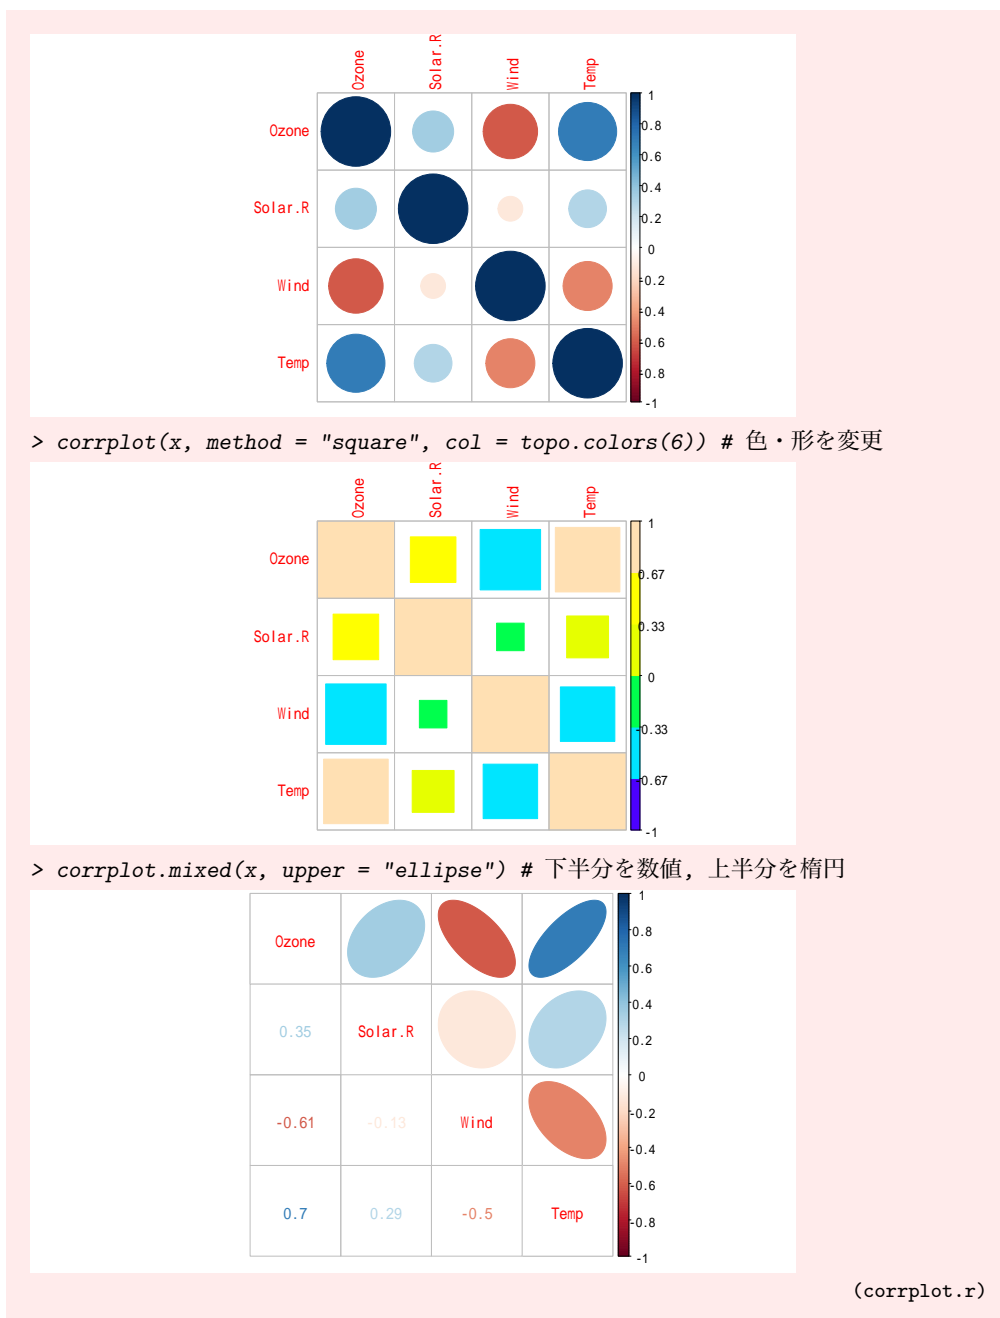 Ozone Solar.R Wind Temp
1
Ozone
0.8
0.6
0.4
Solar.R
0.2
0
-0.2
Wind
-0.4
-0.6
Temp
-0.8
-1
> corrplot(x, method = "square", col = topo.colors(6)) # 色・形を変更
Ozone Solar.R Wind Temp
1
Ozone
0.67
Solar.R
0.33
0
Wind
-0.33
-0.67
Temp
-1
> corrplot.mixed(x, upper = "ellipse") # 下半分を数値, 上半分を楕円
1
0.8
Ozone
0.6
0.4
0.35 Solar.R
0.2
0
-0.61 -0.13 Wind
-0.2
-0.4
-0.6
0.7 0.29 -0.5 Temp
-0.8
-1
(corrplot.r)